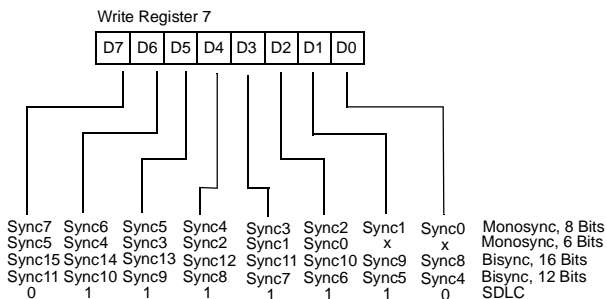 Write Register 7
D7 D6 D5 D4 D3 D2 D1 D0
Sync7 Sync6 Sync5 Sync4 Sync3 Sync2 Sync1 Sync0 Monosync, 8 Bits
Sync5 Sync4 Sync3 Sync2 Sync1 Sync0 x x Monosync, 6 Bits
Sync15 Sync14 Sync13 Sync12 Sync11 Sync10 Sync9 Sync8 Bisync, 16 Bits
Sync11 Sync10 Sync9 Sync8 Sync7 Sync6 Sync5 Sync4 Bisync, 12 Bits
0 1 1 1 1 1 1 0 SDLC